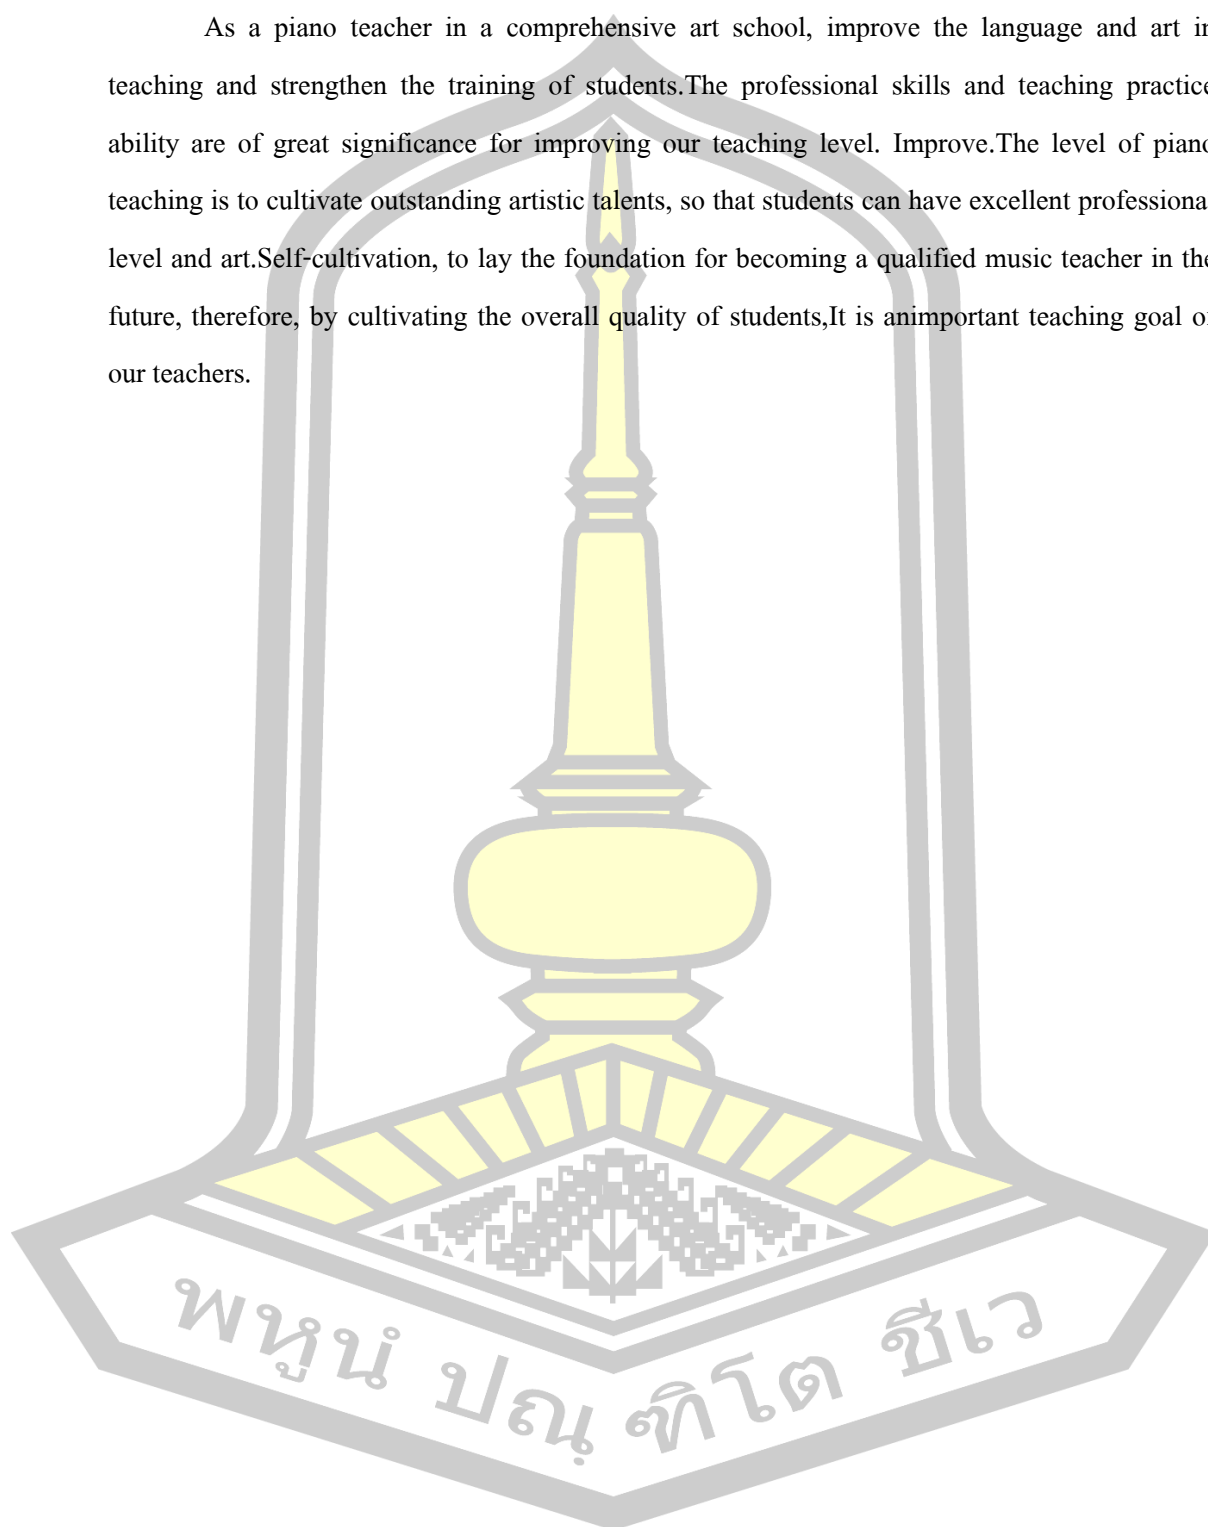 As a piano teacher in a comprehensive art school, improve the language and art in
teaching and strengthen the training of students.The professional skills and teaching practice
ability are of great significance for improving our teaching level. Improve.The level of piano
teaching is to cultivate outstanding artistic talents, so that students can have excellent professional
level and art.Self-cultivation, to lay the foundation for becoming a qualified music teacher in the
future, therefore, by cultivating the overall quality of students,It is animportant teaching goal of
our teachers.
พหูนํ ปณฺฑิโต ชีเว